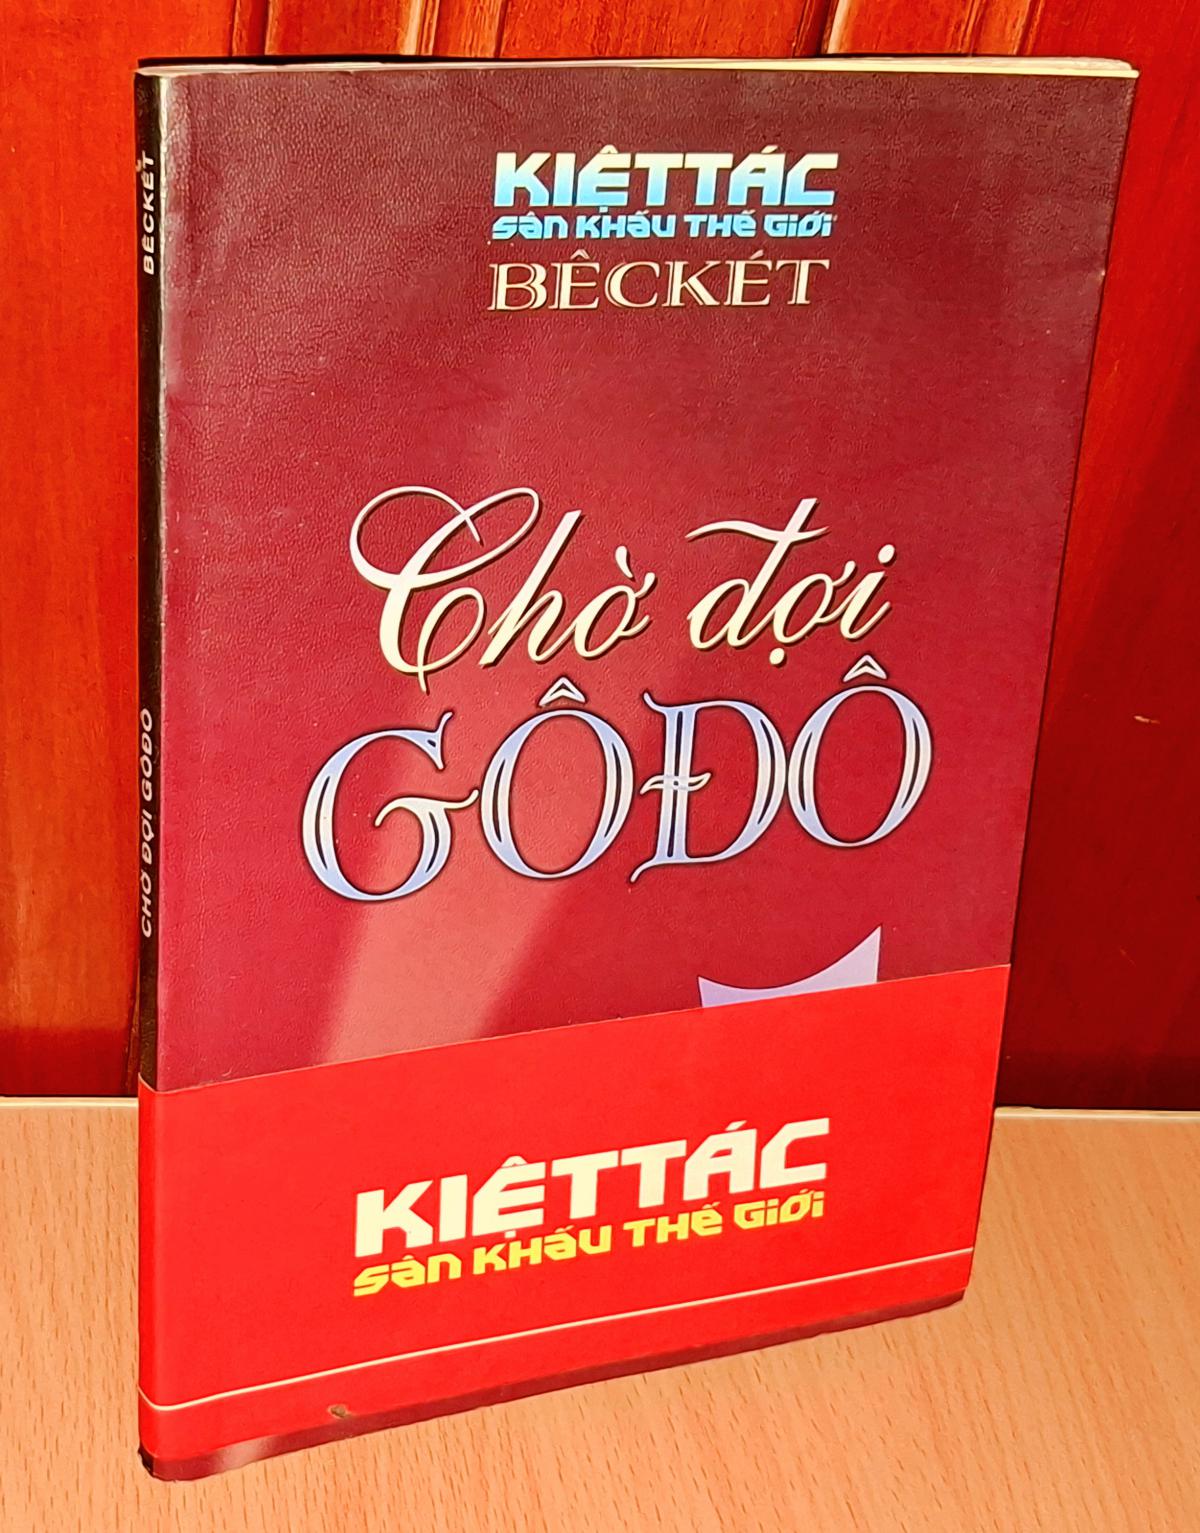 KIỆT TÁC
SÂN KHẤU THẾ GIỚI
BÊCKÉT
Chờ đợi
GÔĐÔ
KIỆT TÁC
SÂN KHẤU THẾ GIỚI
BÊCKÉT
CHỜ ĐỢI GÔĐÔ